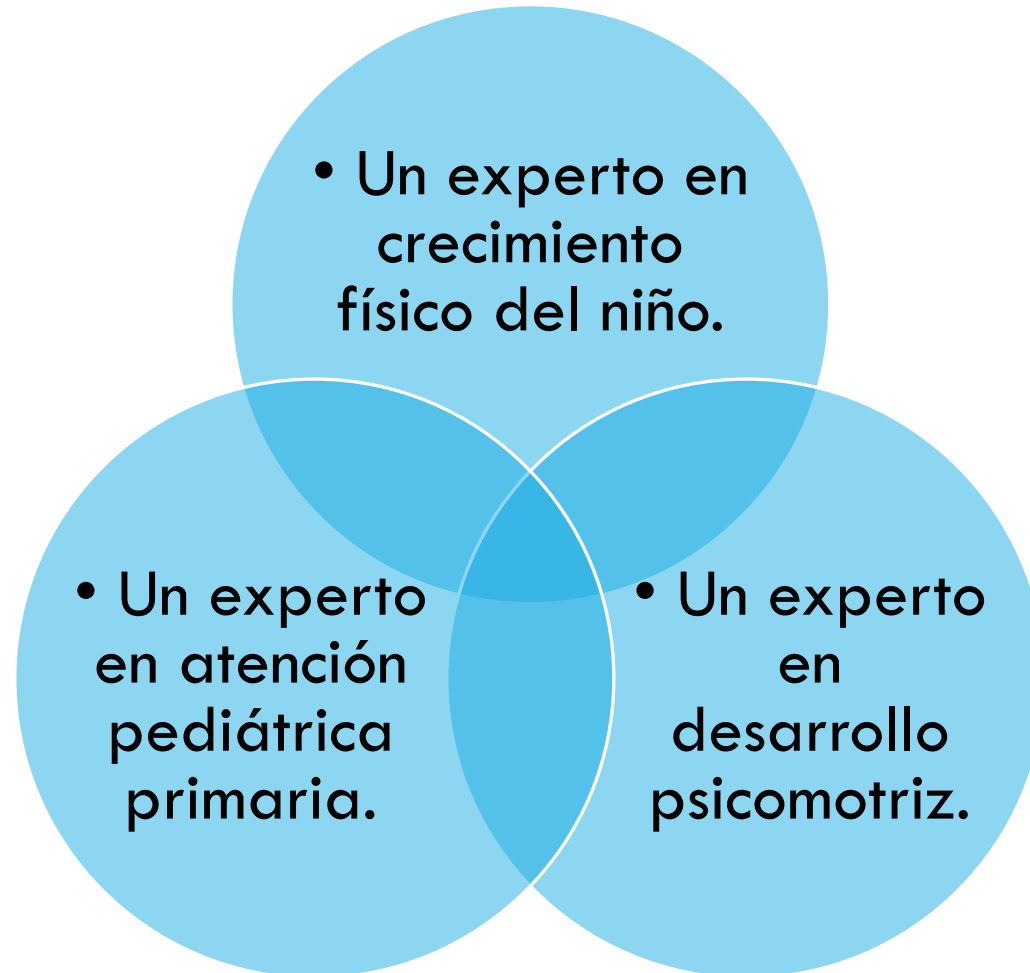 • Un experto en
crecimiento
físico del niño.
• Un experto
en atención
pediátrica
primaria.
• Un experto
en
desarrollo
psicomotriz.